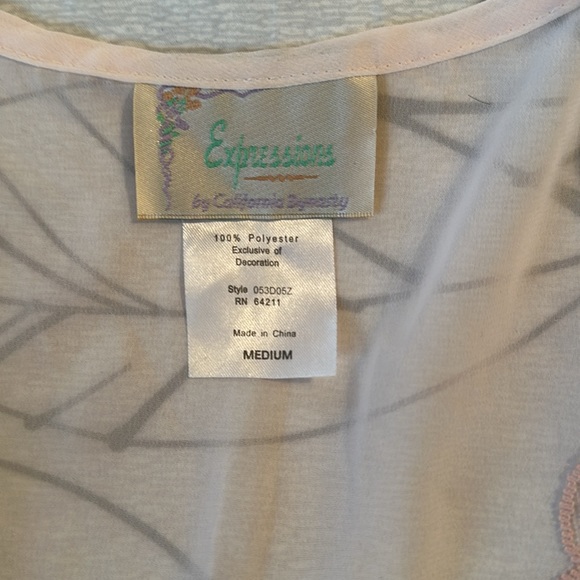 Expressions
by California Dynasty
100% Polyester
Exclusive of
Decoration
Style 053D05Z
RN 64211
Made in China
MEDIUM